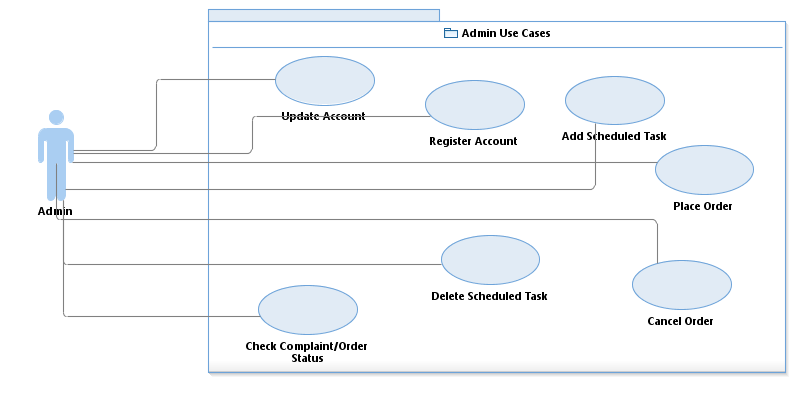 Admin Use Cases
Update Account
Register Account
Add Scheduled Task
Place Order
Admin
Delete Scheduled Task
Cancel Order
Check Complaint/Order
Status